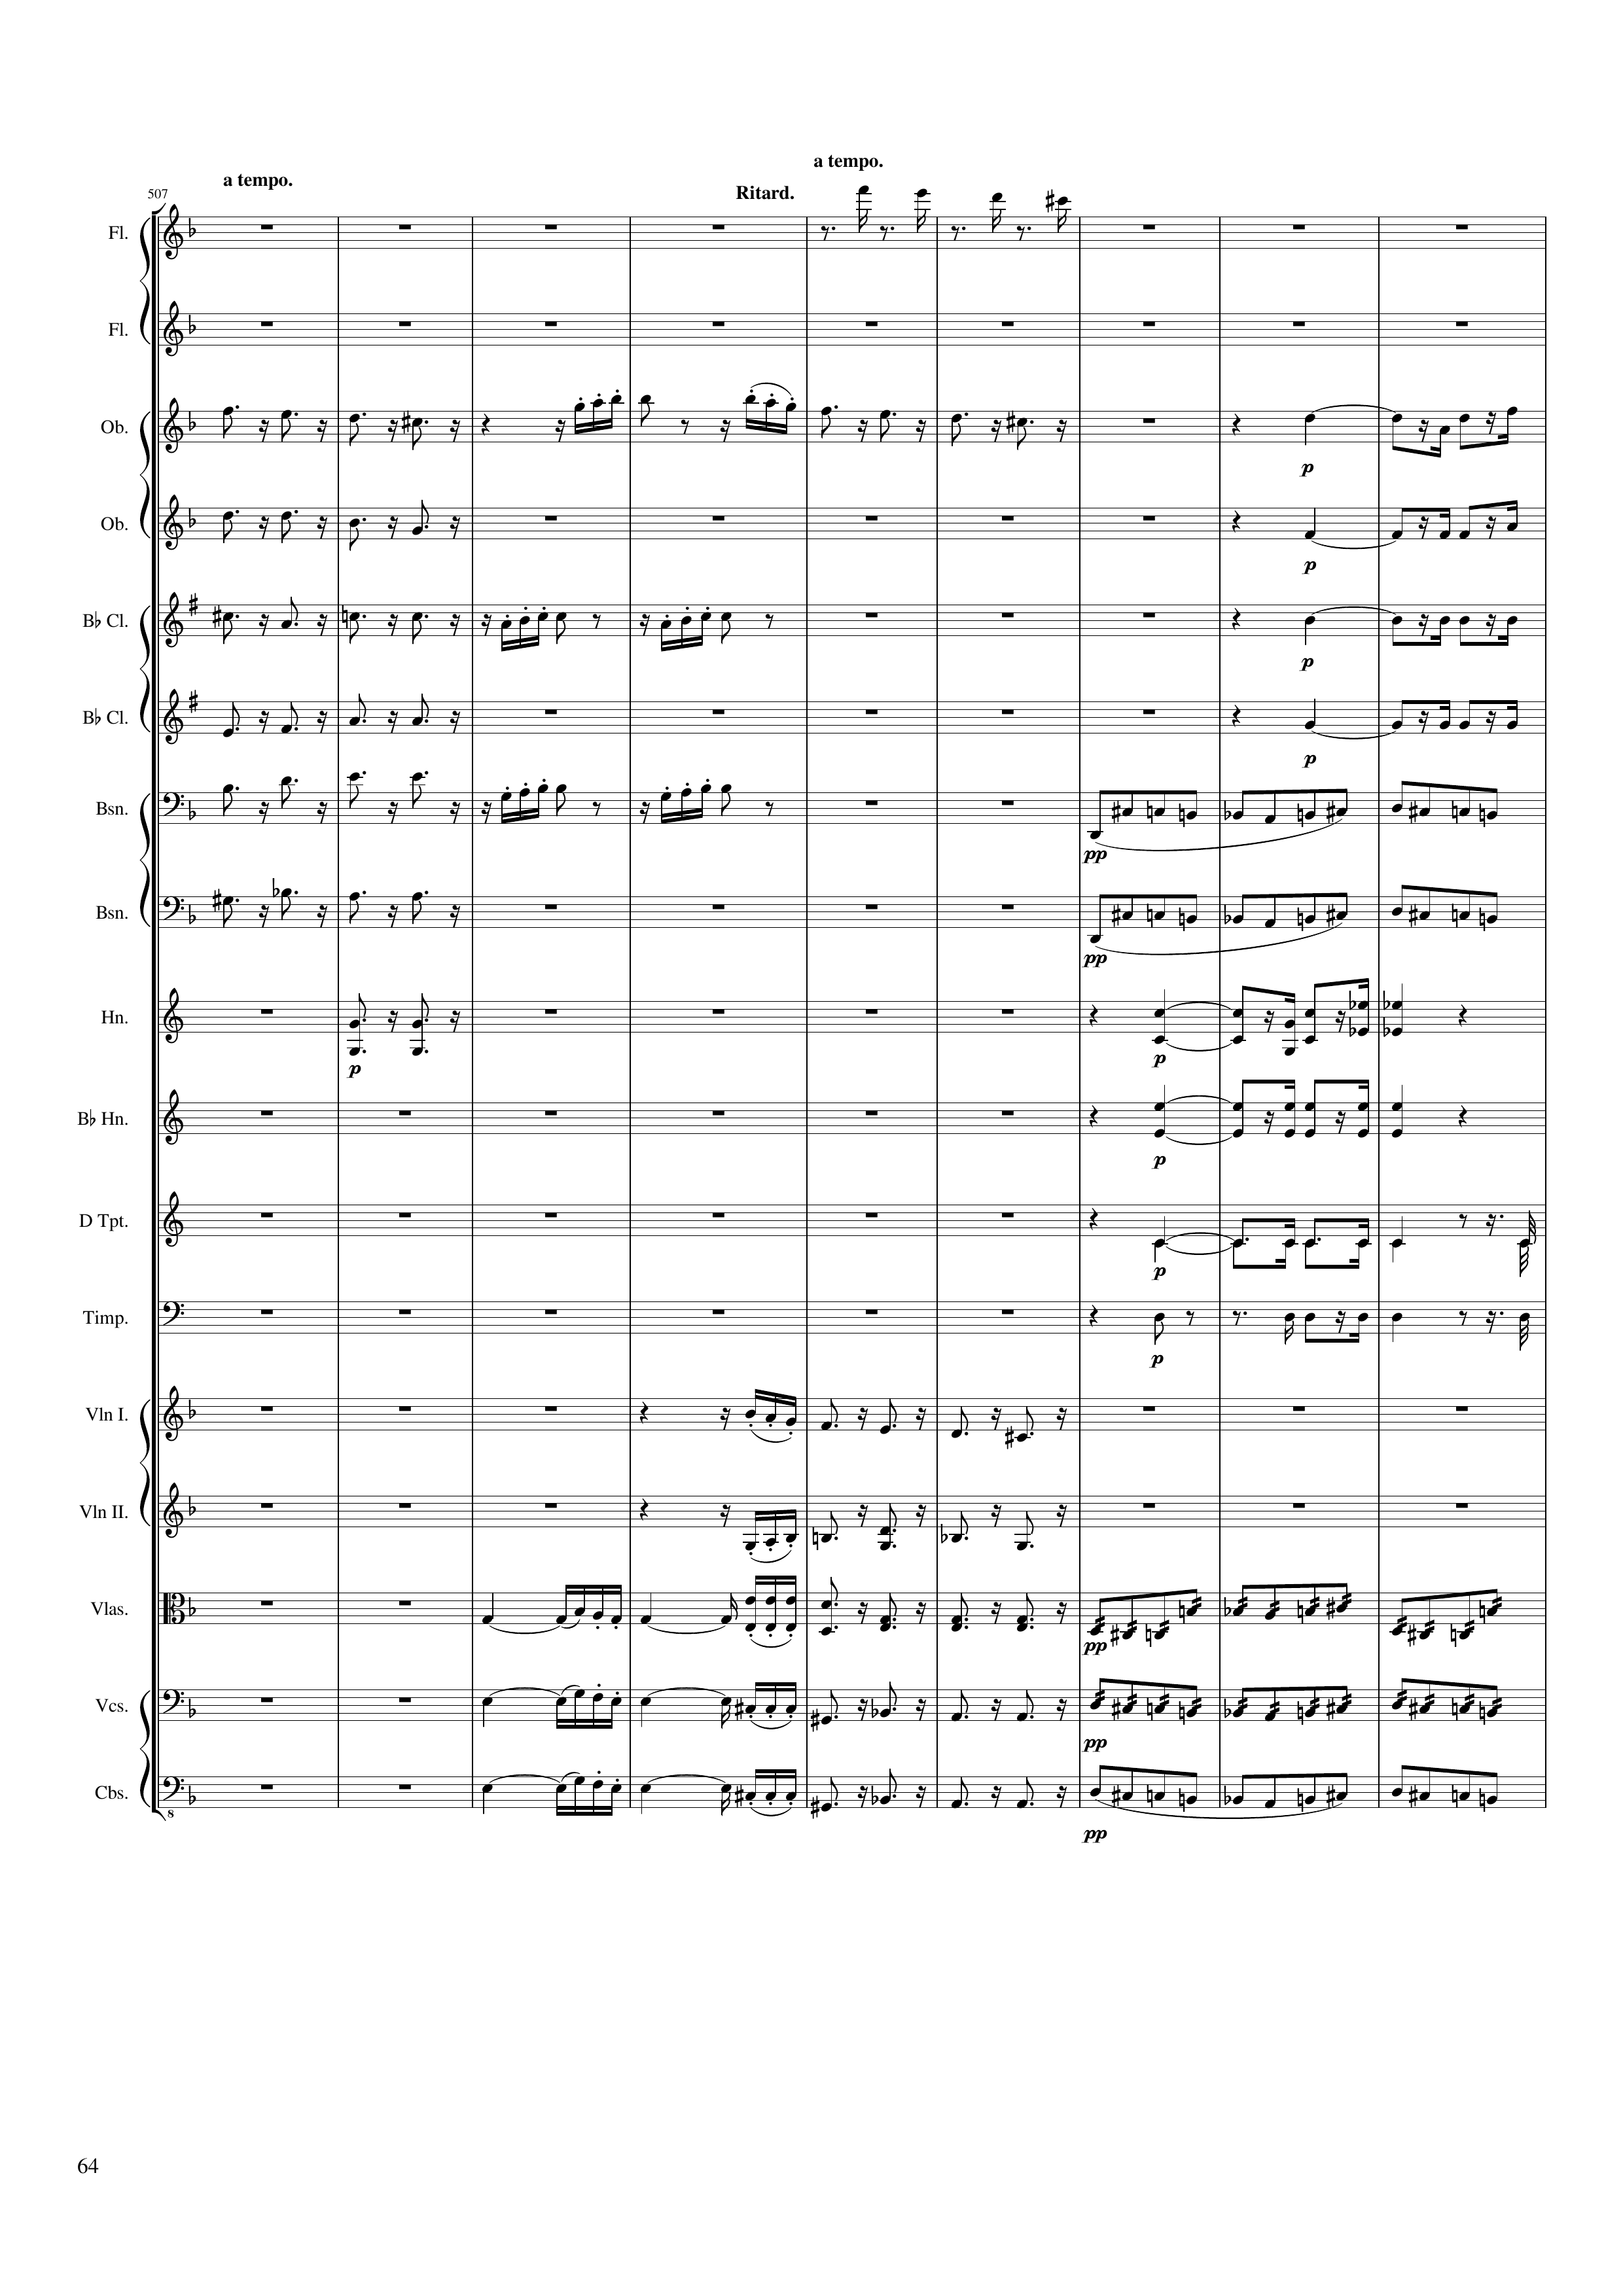 a tempo.
a tempo.
Ritard.
507
Fl.
Fl.
Ob.
p
Ob.
p
B♭ Cl.
p
B♭ Cl.
p
Bsn.
pp
Bsn.
pp
Hn.
p
p
B♭ Hn.
p
D Tpt.
p
Timp.
p
Vln I.
Vln II.
Vlas.
pp
Vcs.
pp
Cbs.
8
pp
64